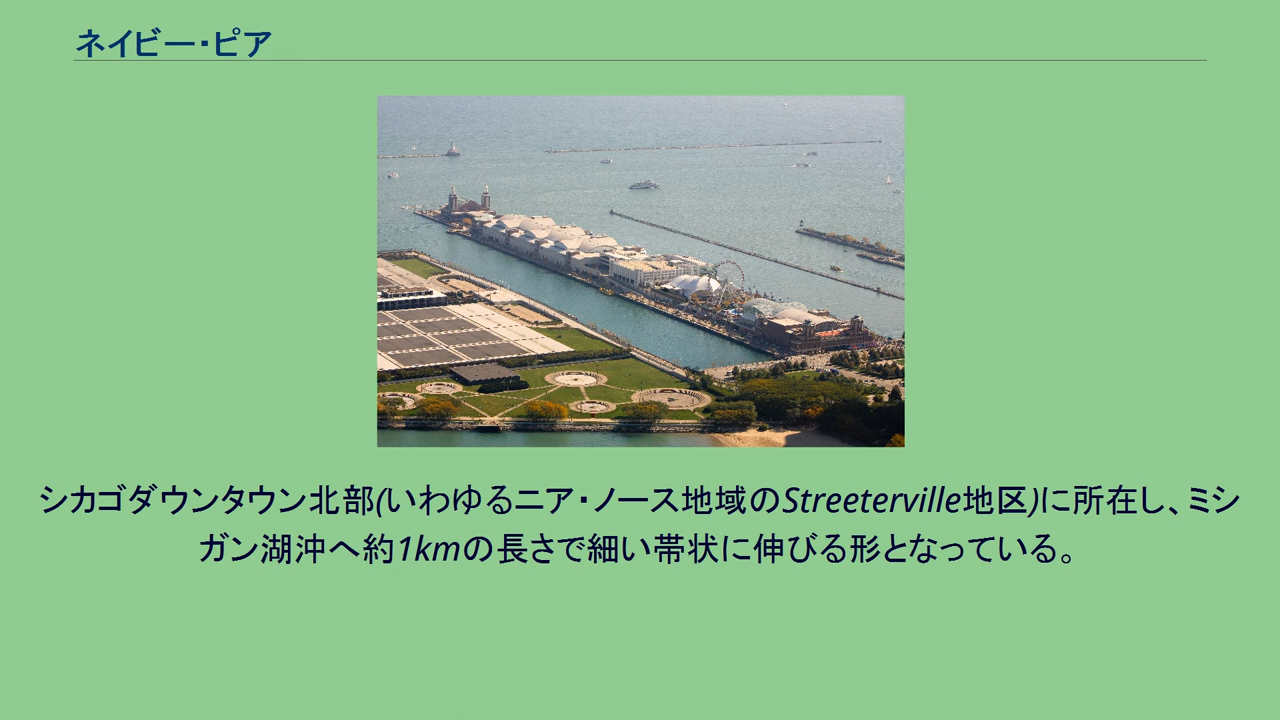 ネイビー・ピア
シカゴダウンタウン北部(いわゆるニア・ノース地域のStreeterville地区)に所在し、ミシ
ガン湖沖へ約1kmの長さで細い帯状に伸びる形となっている。